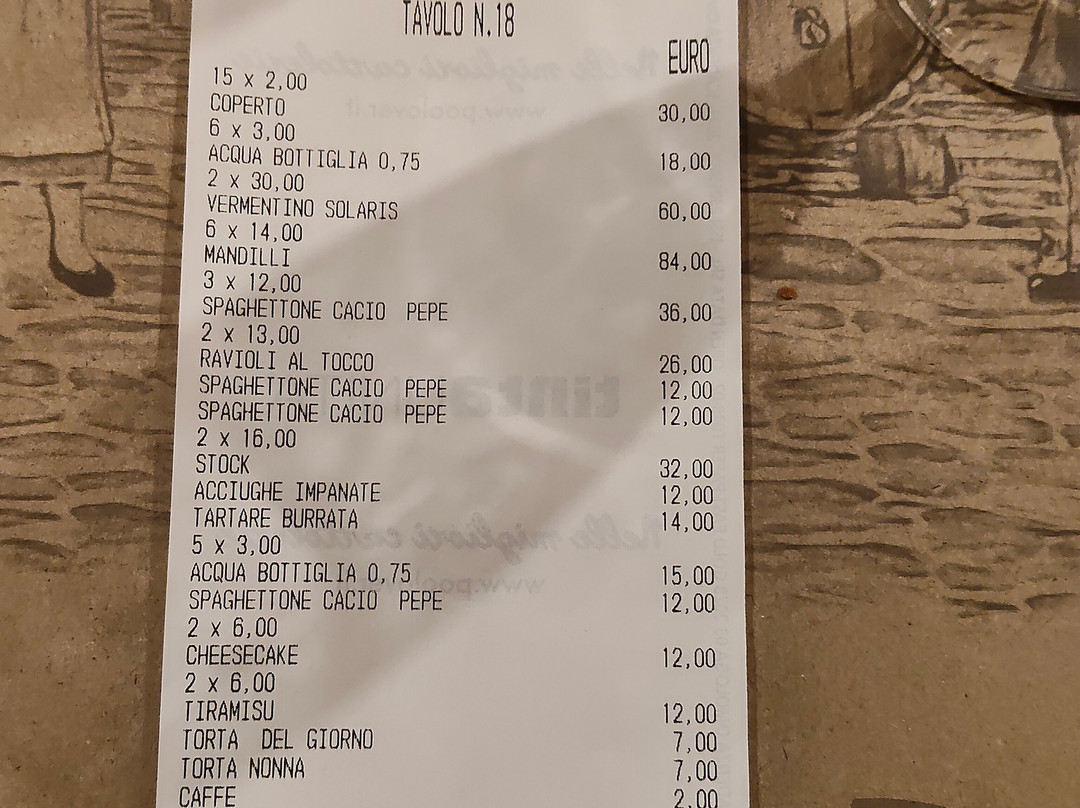 TAVOLO N.18
EURO
15 x 2,00
COPERTO 30,00
6 x 3,00
ACQUA BOTTIGLIA 0,75 18,00
2 x 30,00
VERMENTINO SOLARIS 60,00
6 x 14,00
MANDILLI 84,00
3 x 12,00
SPAGHETTONE CACIO PEPE 36,00
2 x 13,00
RAVIOLI AL TOCCO 26,00
SPAGHETTONE CACIO PEPE 12,00
SPAGHETTONE CACIO PEPE 12,00
2 x 16,00
STOCK 32,00
ACCIUGHE IMPANATE 12,00
TARTARE BURRATA 14,00
5 x 3,00
ACQUA BOTTIGLIA 0,75 15,00
SPAGHETTONE CACIO PEPE 12,00
2 x 6,00
CHEESECAKE 12,00
2 x 6,00
TIRAMISU 12,00
TORTA DEL GIORNO 7,00
TORTA NONNA 7,00
CAFFE 2,00